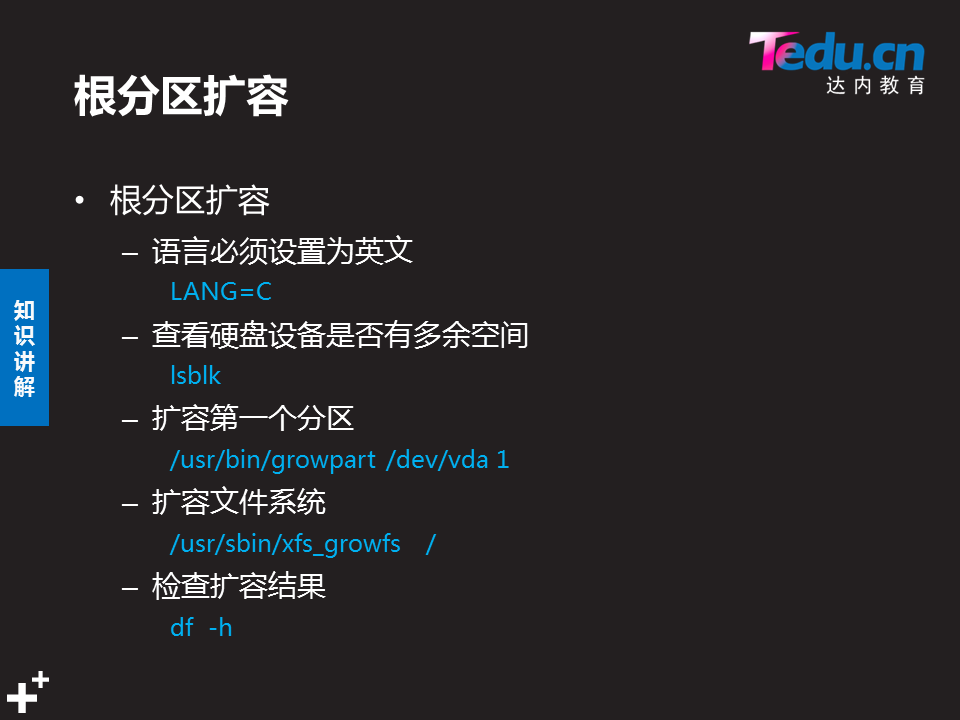 Tedu.cn
达内教育
根分区扩容
• 根分区扩容
– 语言必须设置为英文
LANG=C
– 查看硬盘设备是否有多余空间
lsblk
– 扩容第一个分区
/usr/bin/growpart /dev/vda 1
– 扩容文件系统
/usr/sbin/xfs_growfs /
– 检查扩容结果
df -h
知识讲解